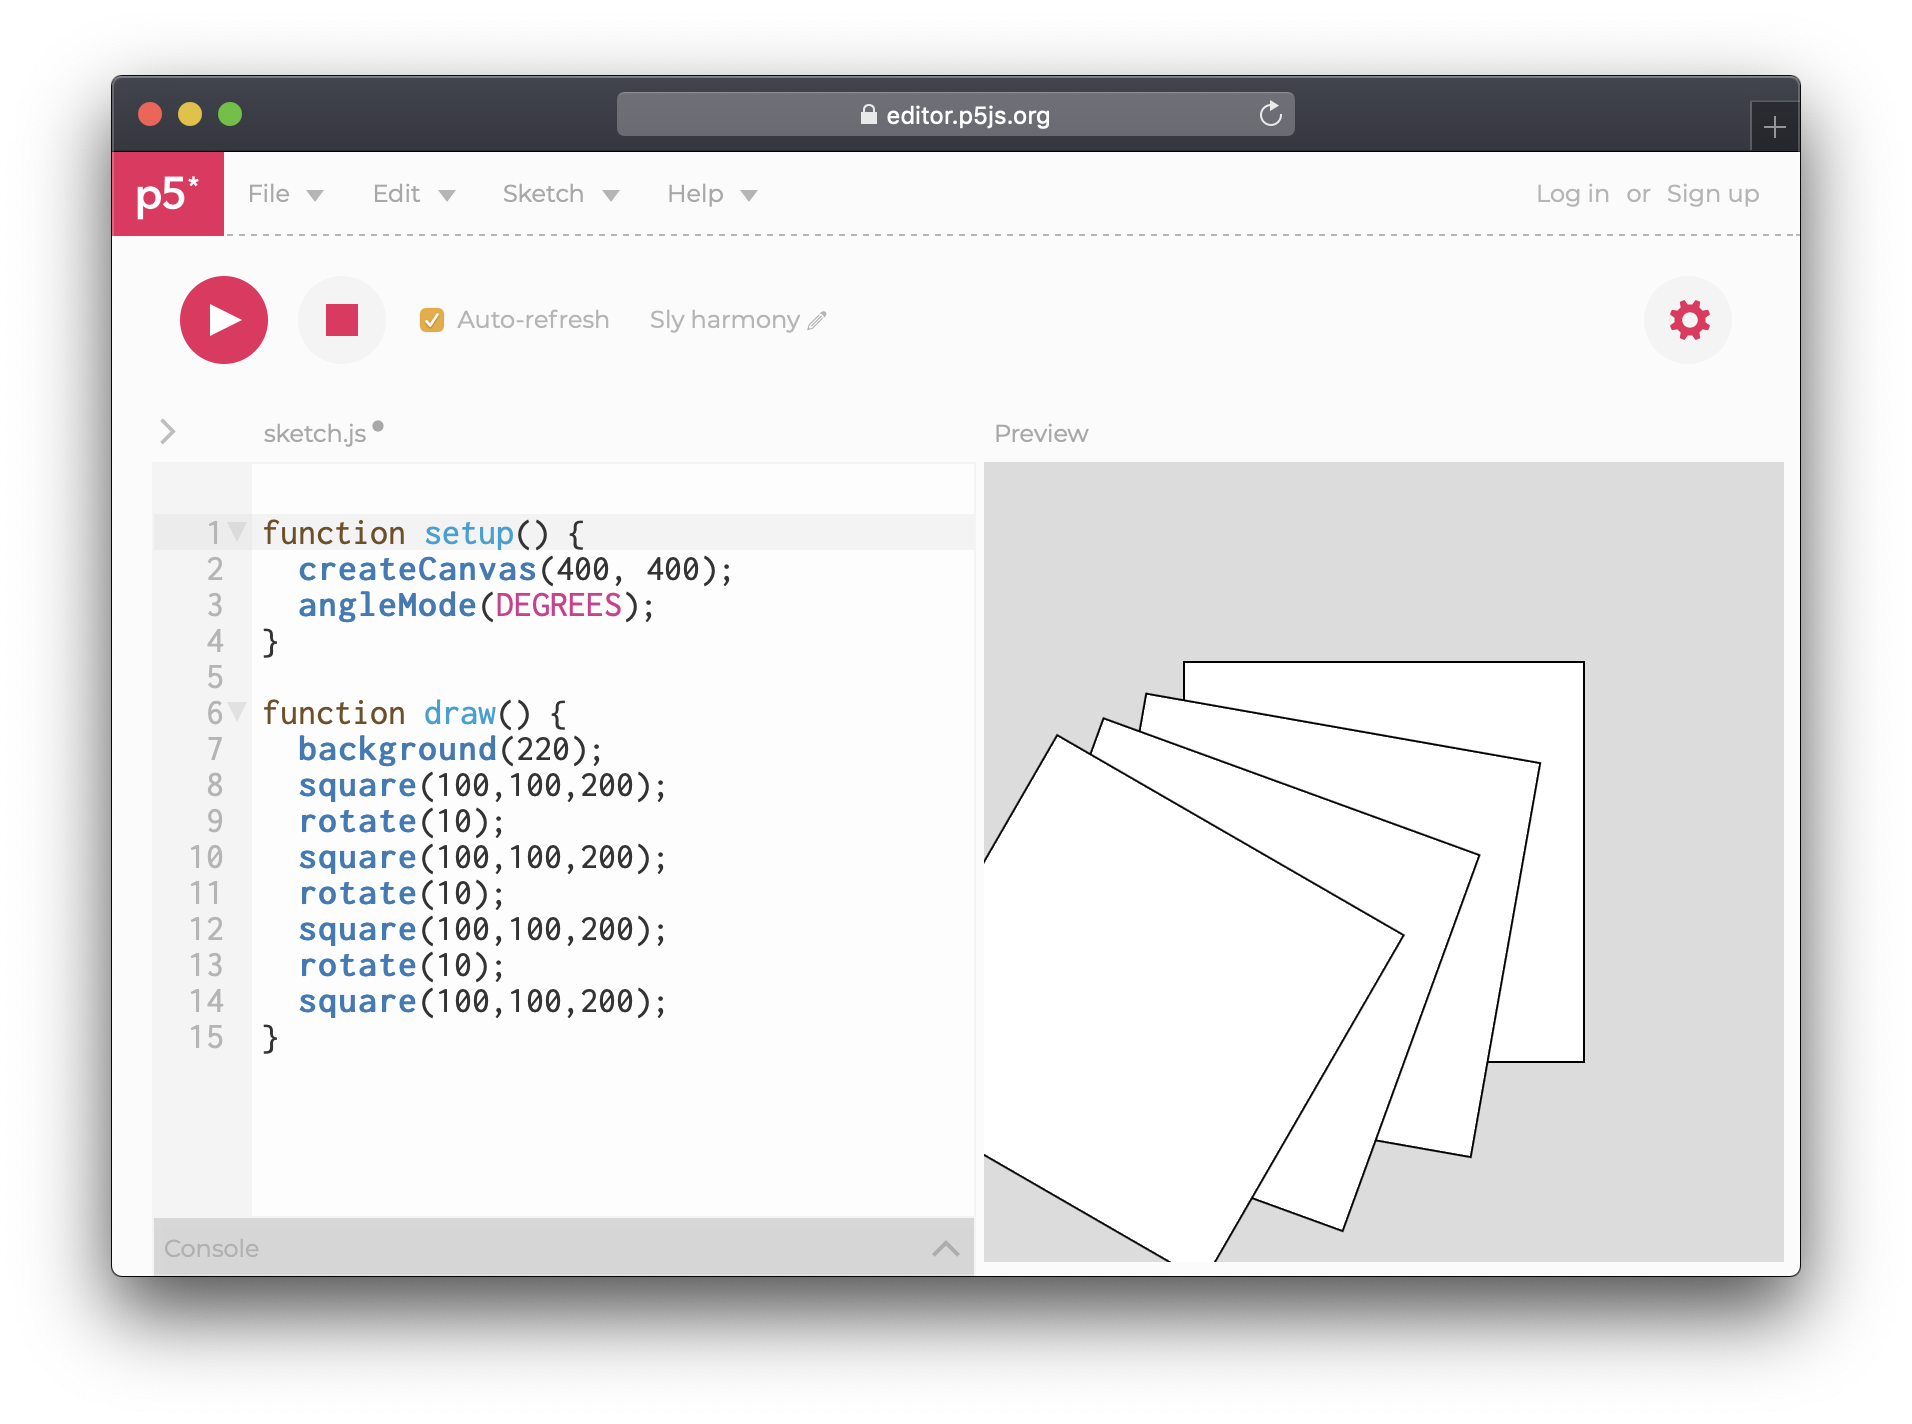 editor.p5js.org
p5* File Edit Sketch Help Log in or Sign up
Auto-refresh Sly harmony
sketch.js Preview
1 function setup() {
2   createCanvas(400, 400);
3   angleMode(DEGREES);
4 }
5
6 function draw() {
7   background(220);
8   square(100,100,200);
9   rotate(10);
10   square(100,100,200);
11   rotate(10);
12   square(100,100,200);
13   rotate(10);
14   square(100,100,200);
15 }
Console